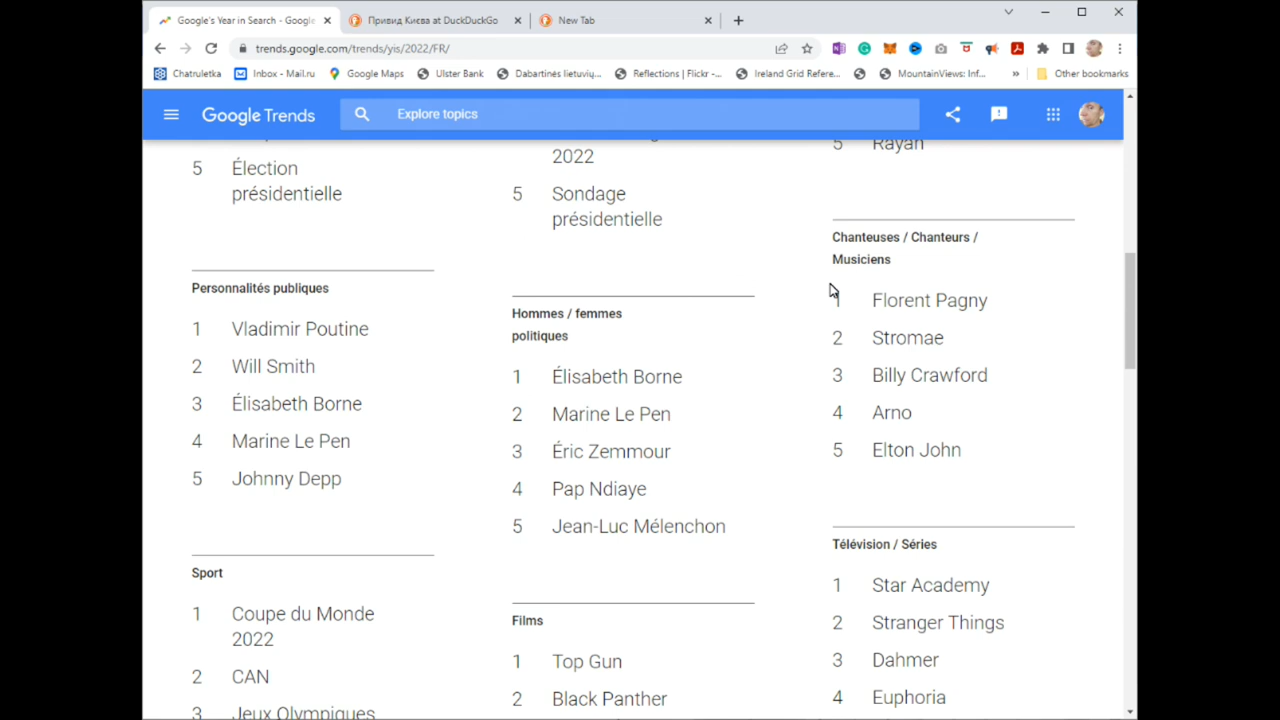 Google's Year in Search - Google
Привид Києва at DuckDuckGo
New Tab
trends.google.com/trends/yis/2022/FR/
Chatruletka
Inbox - Mail.ru
Google Maps
Ulster Bank
Dabartinės lietuvių...
Reflections | Flickr -...
Ireland Grid Refere...
MountainViews: Inf...
»
Other bookmarks
Google Trends
Explore topics
5 Élection
présidentielle
Personnalités publiques
1 Vladimir Poutine
2 Will Smith
3 Élisabeth Borne
4 Marine Le Pen
5 Johnny Depp
Sport
1 Coupe du Monde
2022
2 CAN
3 Jeux Olympiques
2022
5 Sondage
présidentielle
Hommes / femmes
politiques
1 Élisabeth Borne
2 Marine Le Pen
3 Éric Zemmour
4 Pap Ndiaye
5 Jean-Luc Mélenchon
Films
1 Top Gun
2 Black Panther
5 Rayan
Chanteuses / Chanteurs /
Musiciens
1 Florent Pagny
2 Stromae
3 Billy Crawford
4 Arno
5 Elton John
Télévision / Séries
1 Star Academy
2 Stranger Things
3 Dahmer
4 Euphoria